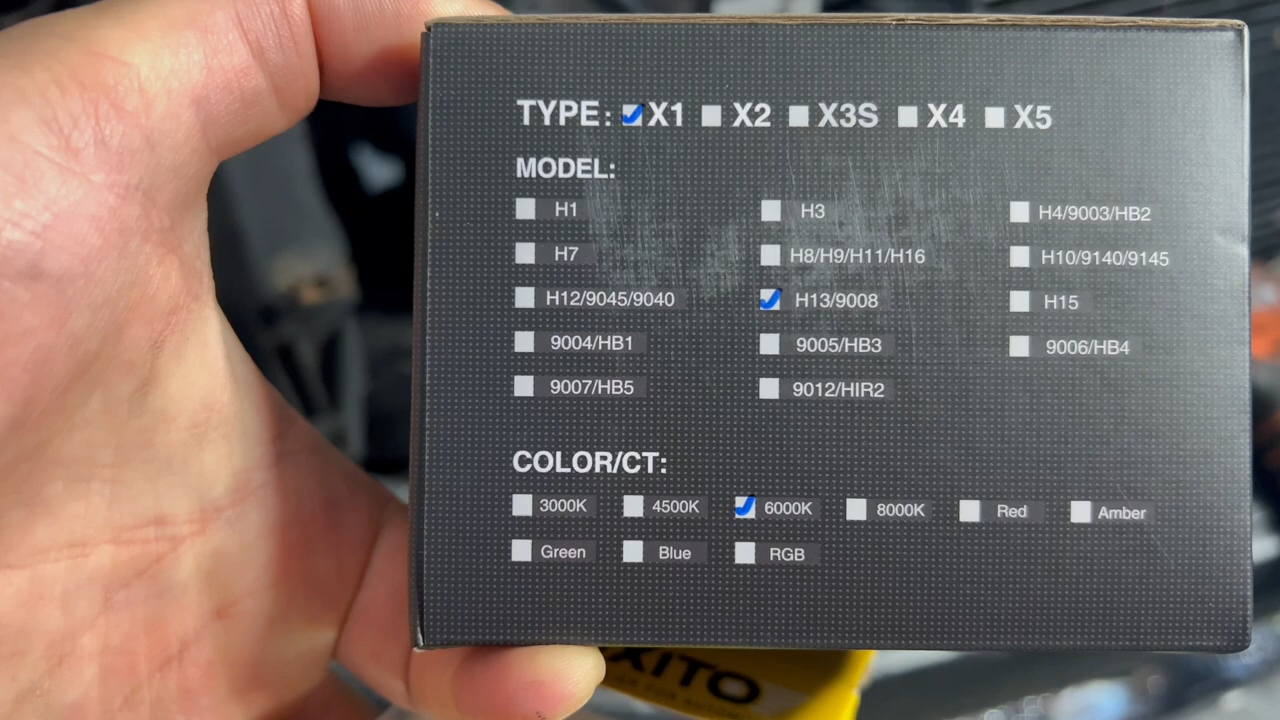 TYPE: X1 X2 X3S X4 X5
MODEL:
H1 H3 H4/9003/HB2
H7 H8/H9/H11/H16 H10/9140/9145
H12/9045/9040 H13/9008 H15
9004/HB1 9005/HB3 9006/HB4
9007/HB5 9012/HIR2
COLOR/CT:
3000K 4500K 6000K 8000K Red Amber
Green Blue RGB